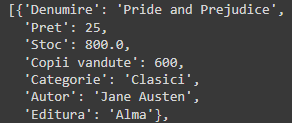 [{'Denumire': 'Pride and Prejudice',
'Pret': 25,
'Stoc': 800.0,
'Copii vandute': 600,
'Categorie': 'Clasici',
'Autor': 'Jane Austen',
'Editura': 'Alma'},